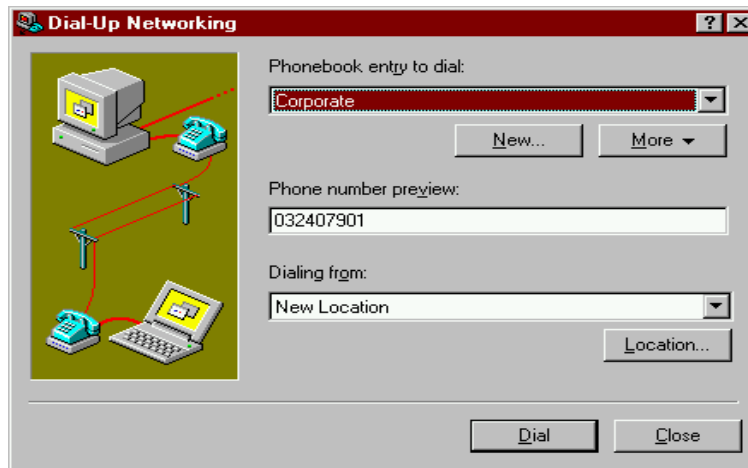 Dial-Up Networking
Phonebook entry to dial:
Corporate
New...
More
Phone number preview:
032407901
Dialing from:
New Location
Location...
Dial
Close